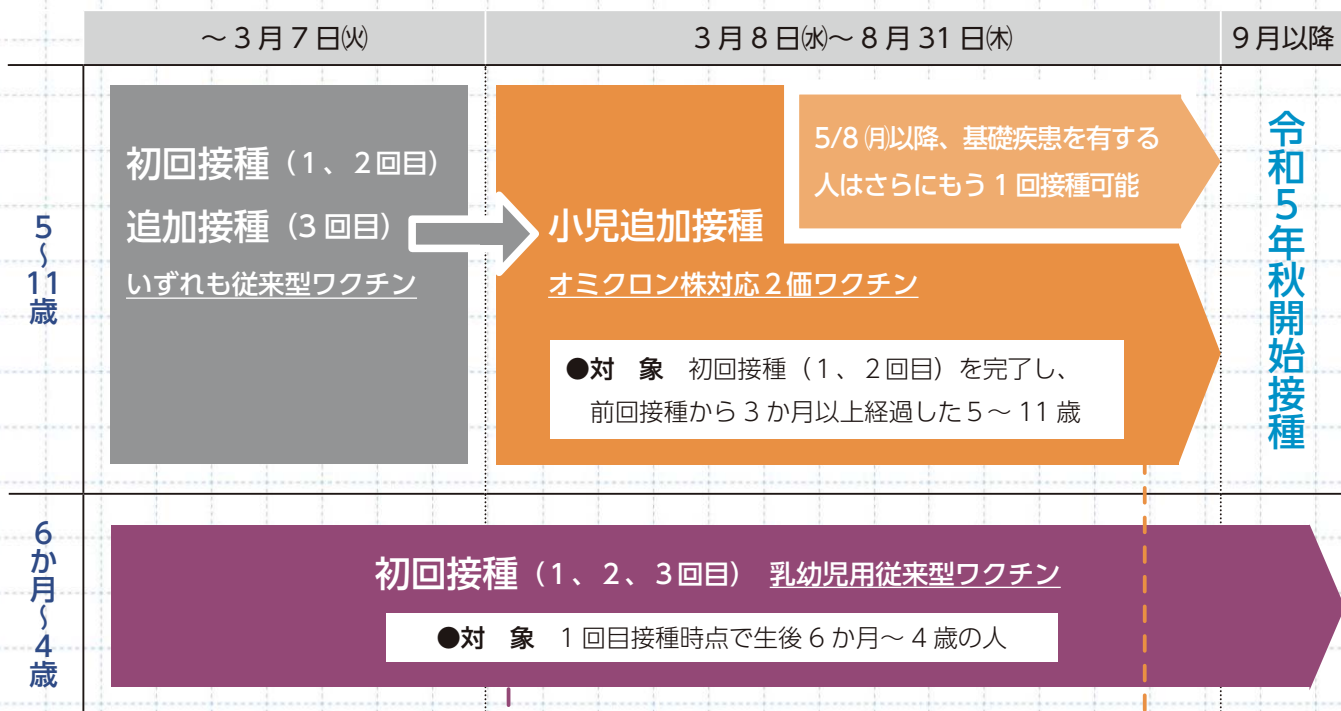 ～３月７日㈫
３月８日㈬～８月31日㈭
９月以降
５～11歳
初回接種（１、２回目）
追加接種（３回目）
いずれも従来型ワクチン
小児追加接種
オミクロン株対応２価ワクチン
5/8㈪以降、基礎疾患を有する
人はさらにもう１回接種可能
●対　象　初回接種（１、２回目）を完了し、
前回接種から３か月以上経過した５～11歳
令和５年秋開始接種
６か月～４歳
初回接種（１、２、３回目）　乳幼児用従来型ワクチン
●対　象　１回目接種時点で生後６か月～４歳の人